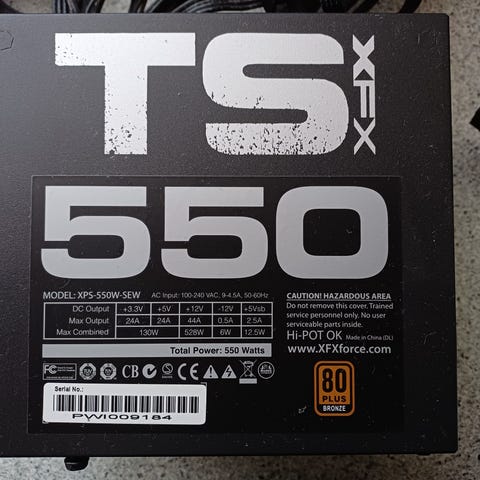 TS
XFX
550
MODEL: XPS-550W-SEW AC Input: 100-240 VAC, 9-4.5A, 50-60Hz
DC Output +3.3V +5V +12V -12V +5Vsb
Max Output 24A 24A 44A 0.5A 2.5A
Max Combined 130W 528W 6W 12.5W
Total Power: 550 Watts
CAUTION! HAZARDOUS AREA
Do not remove this cover. Trained
service personnel only. No user
serviceable parts inside.
Hi-POT OK Made in China (DL)
www.XFXforce.com
FC CB CE
Serial No.:
PWI009184
80
PLUS
BRONZE